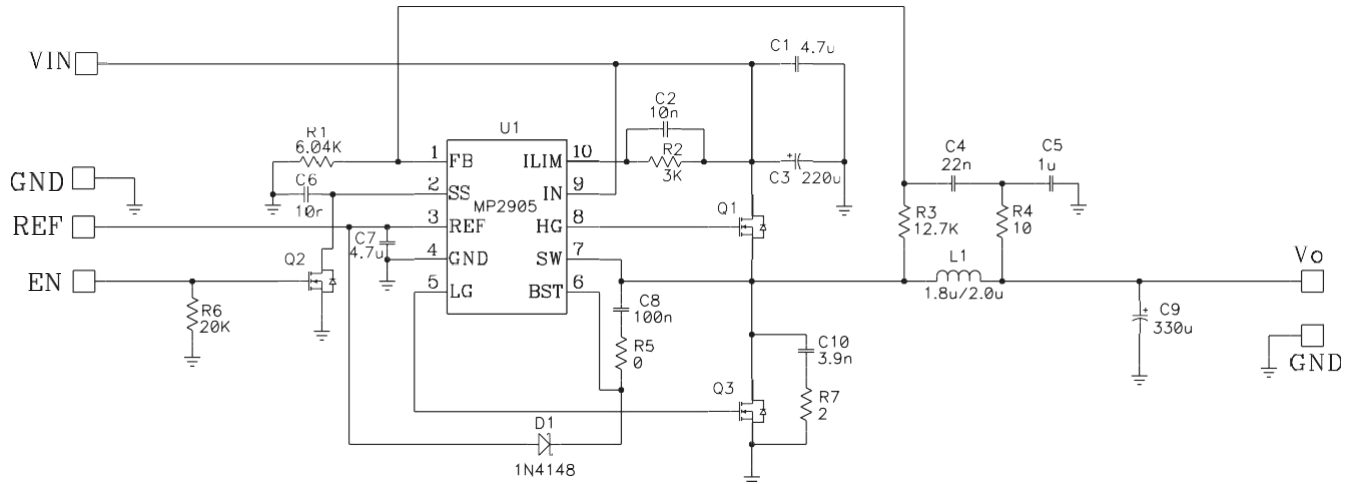 VIN
GND
REF
EN
R1
6.04K
C6
10r
C7
4.7u
Q2
R6
20K
U1
MP2905
1 FB
2 SS
3 REF
4 GND
5 LG
ILIM 10
IN 9
HG 8
SW 7
BST 6
C2
10n
R2
3K
C1 4.7u
C3 220u
Q1
C8
100n
R5
0
D1
1N4148
Q3
C10
3.9n
R7
2
C4
22n
C5
1u
R3
12.7K
R4
10
L1
1.8u/2.0u
C9
330u
Vo
GND